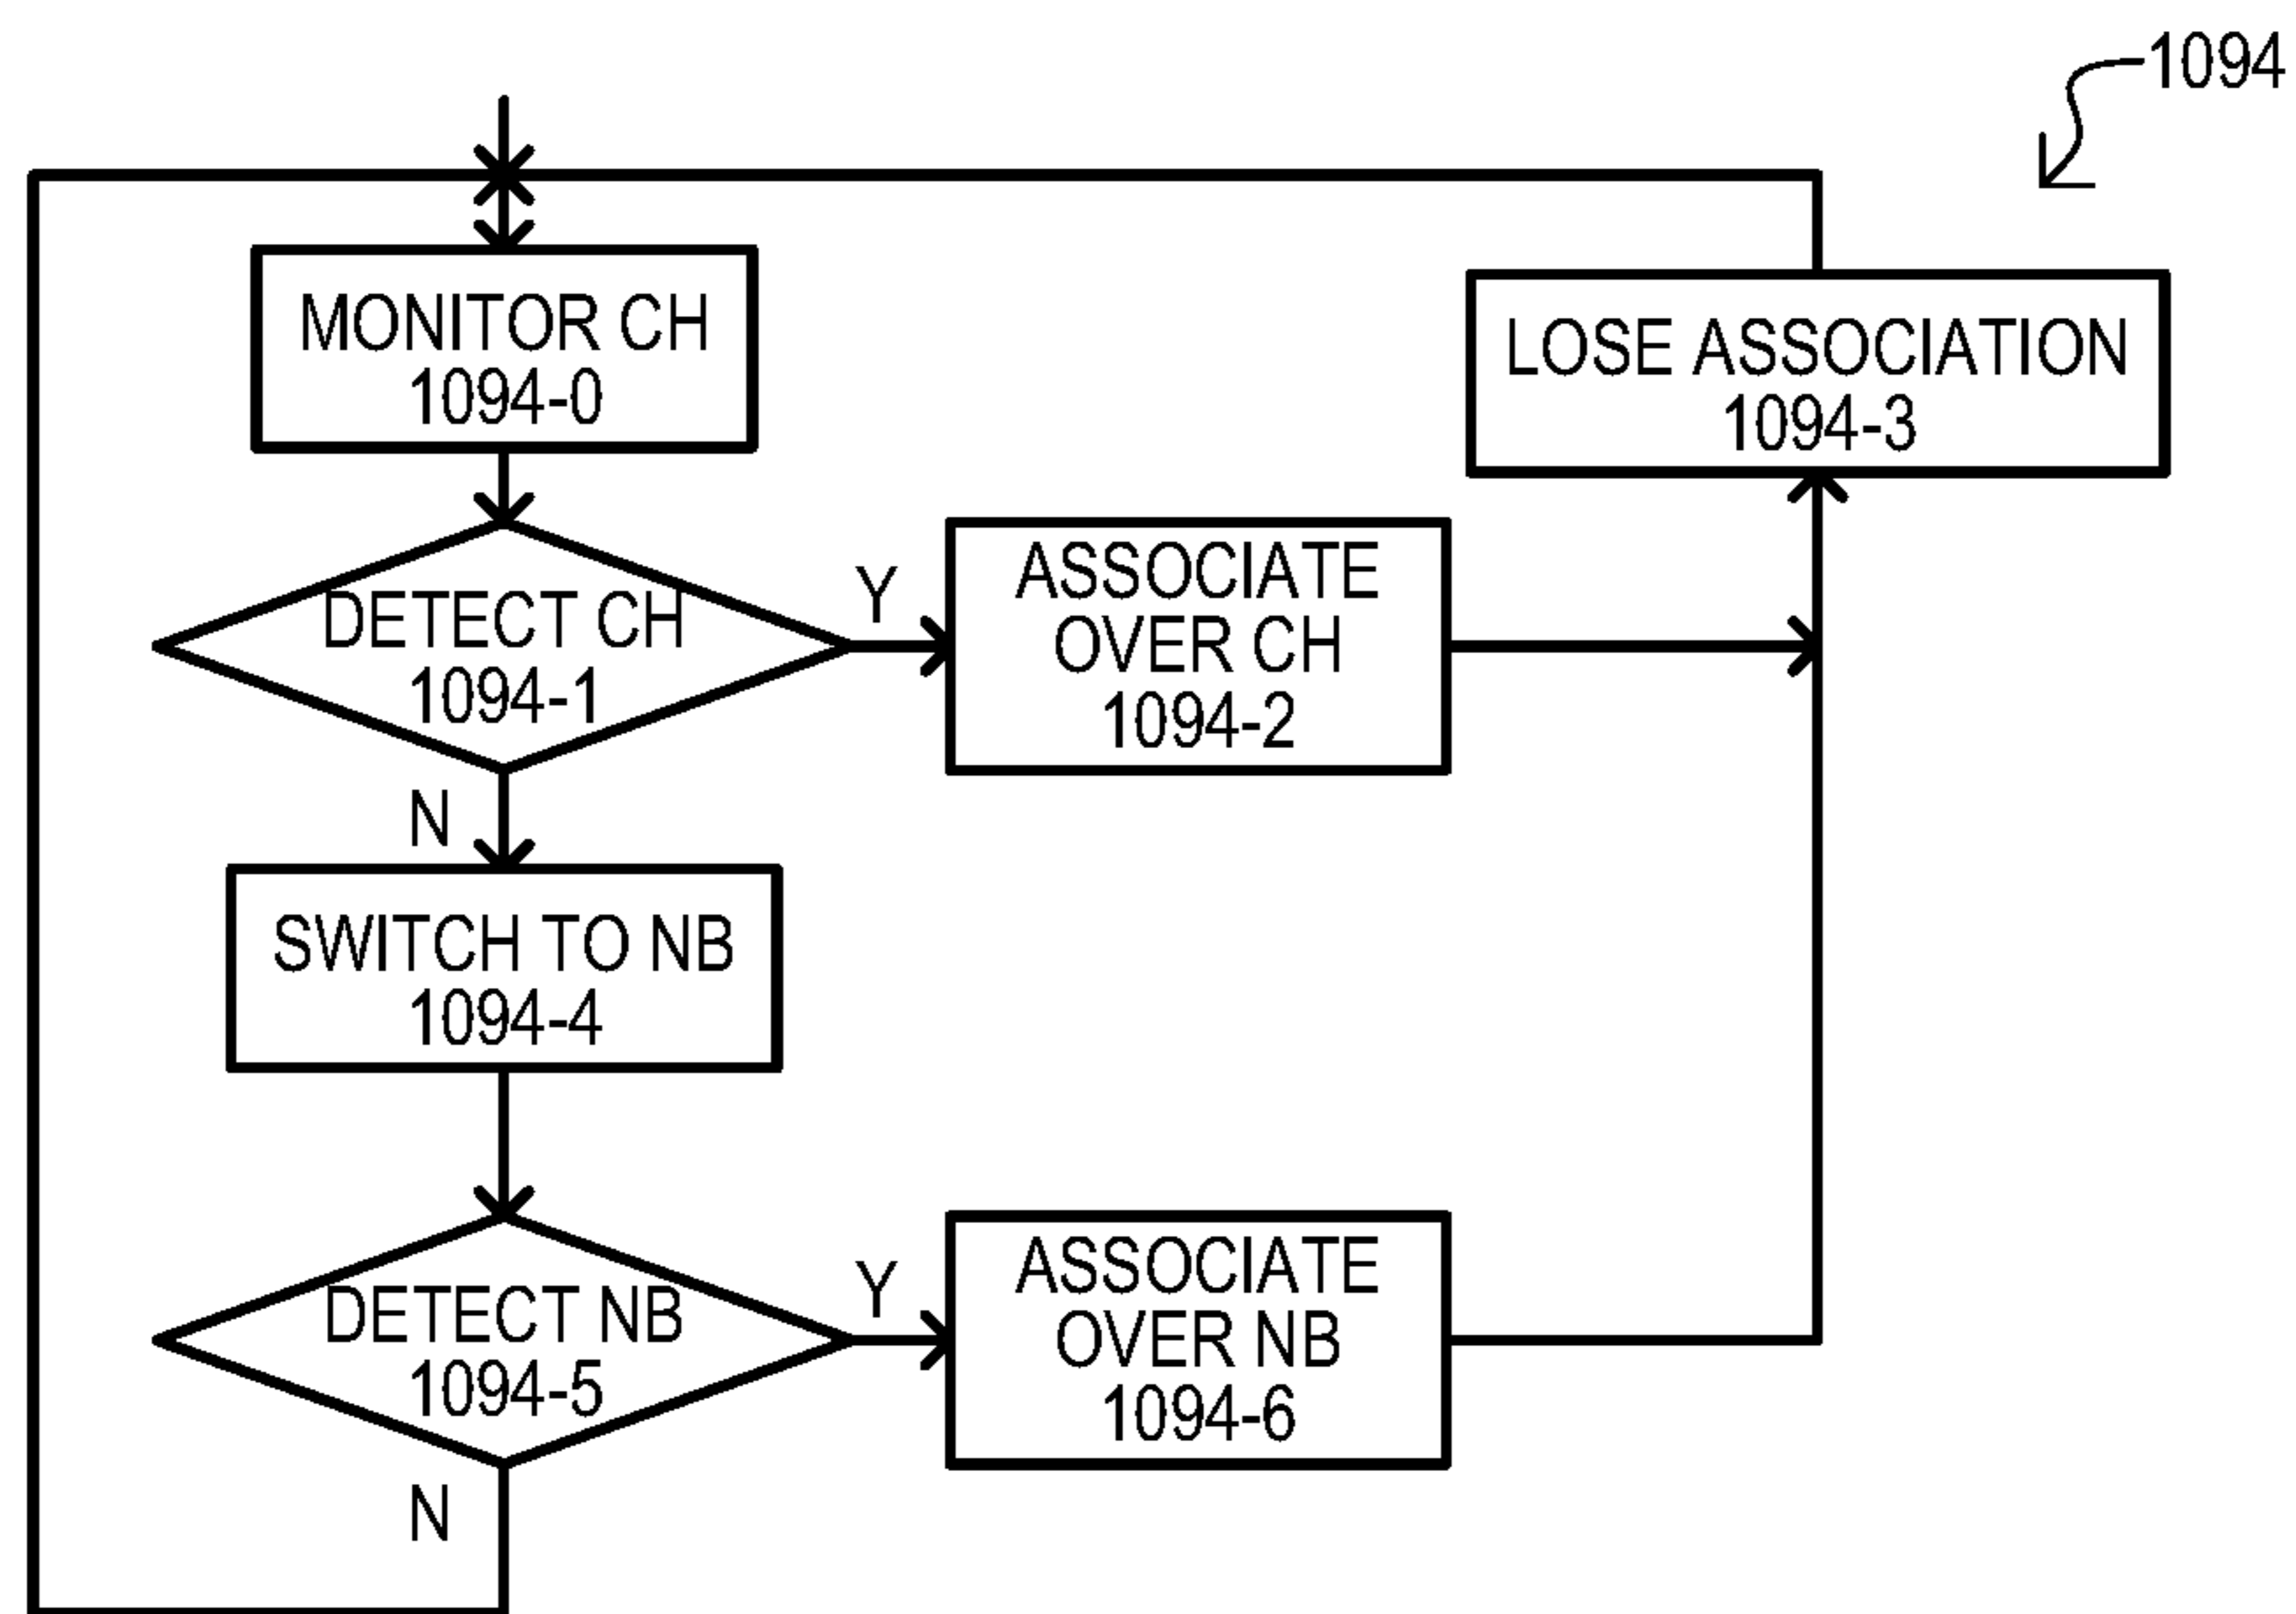 1094
MONITOR CH
1094-0
LOSE ASSOCIATION
1094-3
DETECT CH
1094-1
Y
ASSOCIATE
OVER CH
1094-2
N
SWITCH TO NB
1094-4
DETECT NB
1094-5
Y
ASSOCIATE
OVER NB
1094-6
N